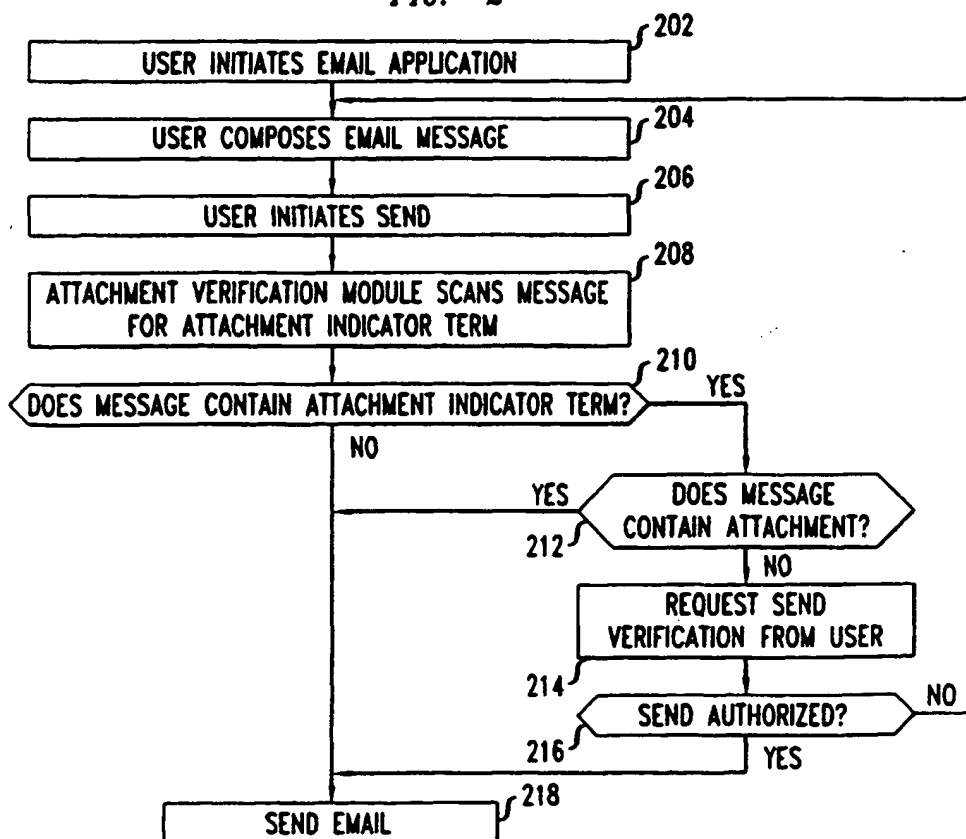 FIG. 2
202
USER INITIATES EMAIL APPLICATION
204
USER COMPOSES EMAIL MESSAGE
206
USER INITIATES SEND
208
ATTACHMENT VERIFICATION MODULE SCANS MESSAGE
FOR ATTACHMENT INDICATOR TERM
210
DOES MESSAGE CONTAIN ATTACHMENT INDICATOR TERM?
YES
NO
YES
DOES MESSAGE
CONTAIN ATTACHMENT?
212
NO
REQUEST SEND
VERIFICATION FROM USER
214
SEND AUTHORIZED?
NO
216
YES
218
SEND EMAIL